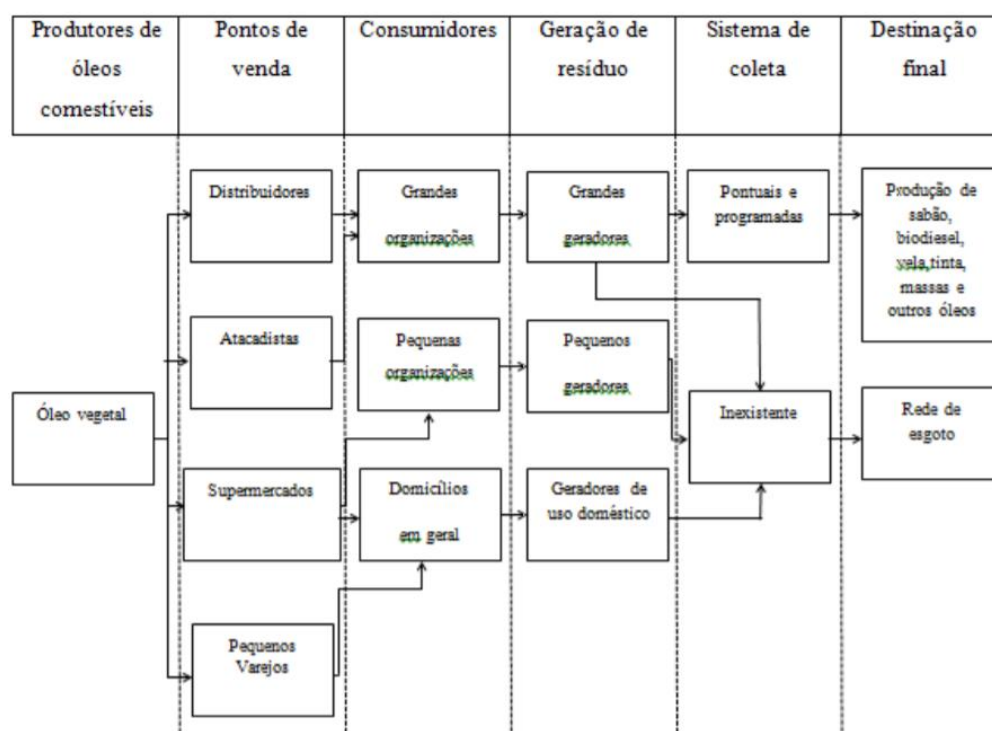 Produtores de
óleos
comestíveis
Pontos de
venda
Consumidores
Geração de
resíduo
Sistema de
coleta
Destinação
final
Óleo vegetal
Distribuidores
Atacadistas
Supermercados
Pequenos
Varejos
Grandes
organizações
Pequenas
organizações
Domicílios
em geral
Grandes
geradores
Pequenos
geradores
Geradores de
uso doméstico
Pontuais e
programadas
Inexistente
Produção de
sabão,
biodiesel,
vela,tinta,
massas e
outros óleos
Rede de
esgoto